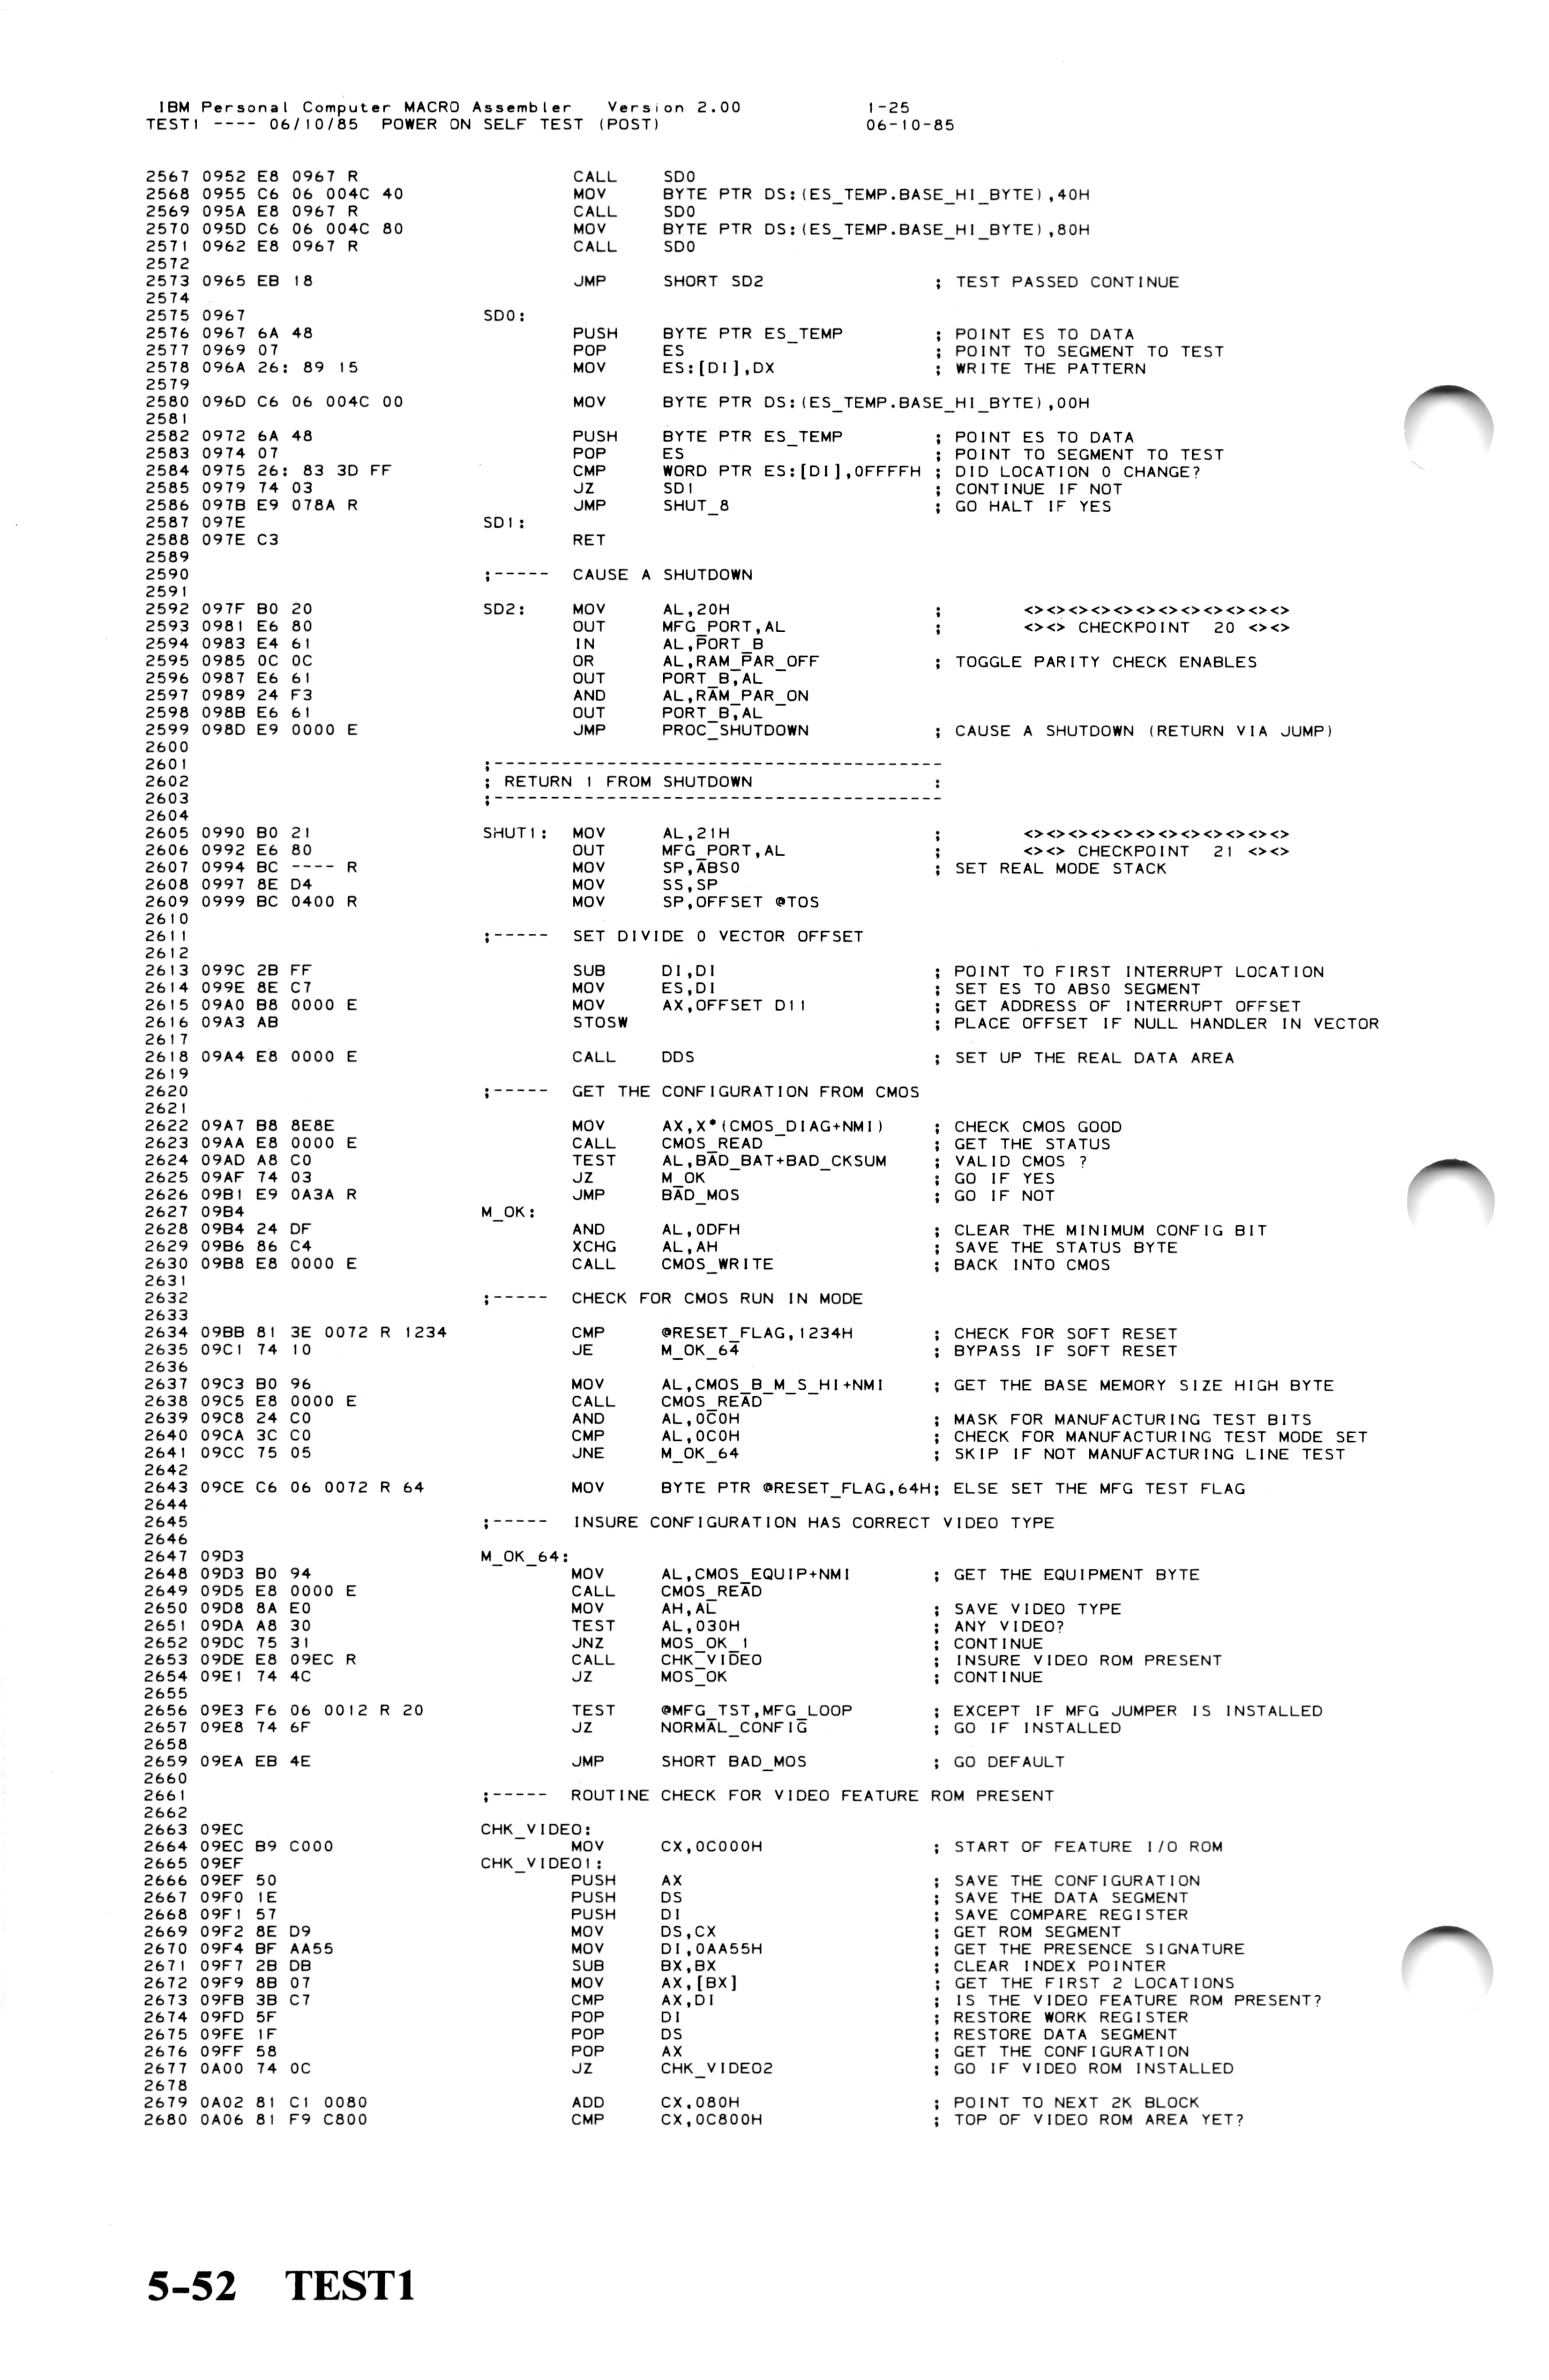 IBM Personal Computer MACRO Assembler   Version 2.00            1-25
TEST1 ---- 06/10/85  POWER ON SELF TEST (POST)                  06-10-85
2567 0952 E8 0967 R                 CALL    SD0
2568 0955 C6 06 004C 40             MOV     BYTE PTR DS:(ES_TEMP.BASE_HI_BYTE),40H
2569 095A E8 0967 R                 CALL    SD0
2570 095D C6 06 004C 80             MOV     BYTE PTR DS:(ES_TEMP.BASE_HI_BYTE),80H
2571 0962 E8 0967 R                 CALL    SD0
2572
2573 0965 EB 18                     JMP     SHORT SD2               ; TEST PASSED CONTINUE
2574
2575 0967                   SD0:
2576 0967 6A 48                     PUSH    BYTE PTR ES_TEMP        ; POINT ES TO DATA
2577 0969 07                        POP     ES                      ; POINT TO SEGMENT TO TEST
2578 096A 26: 89 15                 MOV     ES:[DI],DX              ; WRITE THE PATTERN
2579
2580 096D C6 06 004C 00             MOV     BYTE PTR DS:(ES_TEMP.BASE_HI_BYTE),00H
2581
2582 0972 6A 48                     PUSH    BYTE PTR ES_TEMP        ; POINT ES TO DATA
2583 0974 07                        POP     ES                      ; POINT TO SEGMENT TO TEST
2584 0975 26: 83 3D FF              CMP     WORD PTR ES:[DI],0FFFFH ; DID LOCATION 0 CHANGE?
2585 0979 74 03                     JZ      SD1                     ; CONTINUE IF NOT
2586 097B E9 078A R                 JMP     SHUT_8                  ; GO HALT IF YES
2587 097E                   SD1:
2588 097E C3                        RET
2589
2590                        ;-----  CAUSE A SHUTDOWN
2591
2592 097F B0 20             SD2:    MOV     AL,20H                  ;       <><><><><><><><><><><><>
2593 0981 E6 80                     OUT     MFG_PORT,AL             ;       <><> CHECKPOINT  20 <><>
2594 0983 E4 61                     IN      AL,PORT_B
2595 0985 0C 0C                     OR      AL,RAM_PAR_OFF          ; TOGGLE PARITY CHECK ENABLES
2596 0987 E6 61                     OUT     PORT_B,AL
2597 0989 24 F3                     AND     AL,RAM_PAR_ON
2598 098B E6 61                     OUT     PORT_B,AL
2599 098D E9 0000 E                 JMP     PROC_SHUTDOWN           ; CAUSE A SHUTDOWN (RETURN VIA JUMP)
2600
2601                        ;----------------------------------------
2602                        ; RETURN 1 FROM SHUTDOWN                :
2603                        ;----------------------------------------
2604
2605 0990 B0 21             SHUT1:  MOV     AL,21H                  ;       <><><><><><><><><><><><>
2606 0992 E6 80                     OUT     MFG_PORT,AL             ;       <><> CHECKPOINT  21 <><>
2607 0994 BC ---- R                 MOV     SP,ABS0                 ; SET REAL MODE STACK
2608 0997 8E D4                     MOV     SS,SP
2609 0999 BC 0400 R                 MOV     SP,OFFSET @TOS
2610
2611                        ;-----  SET DIVIDE 0 VECTOR OFFSET
2612
2613 099C 2B FF                     SUB     DI,DI                   ; POINT TO FIRST INTERRUPT LOCATION
2614 099E 8E C7                     MOV     ES,DI                   ; SET ES TO ABS0 SEGMENT
2615 09A0 B8 0000 E                 MOV     AX,OFFSET D11           ; GET ADDRESS OF INTERRUPT OFFSET
2616 09A3 AB                        STOSW                           ; PLACE OFFSET IF NULL HANDLER IN VECTOR
2617
2618 09A4 E8 0000 E                 CALL    DDS                     ; SET UP THE REAL DATA AREA
2619
2620                        ;-----  GET THE CONFIGURATION FROM CMOS
2621
2622 09A7 B8 8E8E                   MOV     AX,X*(CMOS_DIAG+NMI)    ; CHECK CMOS GOOD
2623 09AA E8 0000 E                 CALL    CMOS_READ               ; GET THE STATUS
2624 09AD A8 C0                     TEST    AL,BAD_BAT+BAD_CKSUM    ; VALID CMOS ?
2625 09AF 74 03                     JZ      M_OK                    ; GO IF YES
2626 09B1 E9 0A3A R                 JMP     BAD_MOS                 ; GO IF NOT
2627 09B4                   M_OK:
2628 09B4 24 DF                     AND     AL,0DFH                 ; CLEAR THE MINIMUM CONFIG BIT
2629 09B6 86 C4                     XCHG    AL,AH                   ; SAVE THE STATUS BYTE
2630 09B8 E8 0000 E                 CALL    CMOS_WRITE              ; BACK INTO CMOS
2631
2632                        ;-----  CHECK FOR CMOS RUN IN MODE
2633
2634 09BB 81 3E 0072 R 1234         CMP     @RESET_FLAG,1234H       ; CHECK FOR SOFT RESET
2635 09C1 74 10                     JE      M_OK_64                 ; BYPASS IF SOFT RESET
2636
2637 09C3 B0 96                     MOV     AL,CMOS_B_M_S_HI+NMI    ; GET THE BASE MEMORY SIZE HIGH BYTE
2638 09C5 E8 0000 E                 CALL    CMOS_READ
2639 09C8 24 C0                     AND     AL,0C0H                 ; MASK FOR MANUFACTURING TEST BITS
2640 09CA 3C C0                     CMP     AL,0C0H                 ; CHECK FOR MANUFACTURING TEST MODE SET
2641 09CC 75 05                     JNE     M_OK_64                 ; SKIP IF NOT MANUFACTURING LINE TEST
2642
2643 09CE C6 06 0072 R 64           MOV     BYTE PTR @RESET_FLAG,64H; ELSE SET THE MFG TEST FLAG
2644
2645                        ;-----  INSURE CONFIGURATION HAS CORRECT VIDEO TYPE
2646
2647 09D3                   M_OK_64:
2648 09D3 B0 94                     MOV     AL,CMOS_EQUIP+NMI       ; GET THE EQUIPMENT BYTE
2649 09D5 E8 0000 E                 CALL    CMOS_READ
2650 09D8 8A E0                     MOV     AH,AL                   ; SAVE VIDEO TYPE
2651 09DA A8 30                     TEST    AL,030H                 ; ANY VIDEO?
2652 09DC 75 31                     JNZ     MOS_OK_1                ; CONTINUE
2653 09DE E8 09EC R                 CALL    CHK_VIDEO               ; INSURE VIDEO ROM PRESENT
2654 09E1 74 4C                     JZ      MOS_OK                  ; CONTINUE
2655
2656 09E3 F6 06 0012 R 20           TEST    @MFG_TST,MFG_LOOP       ; EXCEPT IF MFG JUMPER IS INSTALLED
2657 09E8 74 6F                     JZ      NORMAL_CONFIG           ; GO IF INSTALLED
2658
2659 09EA EB 4E                     JMP     SHORT BAD_MOS           ; GO DEFAULT
2660
2661                        ;-----  ROUTINE CHECK FOR VIDEO FEATURE ROM PRESENT
2662
2663 09EC                   CHK_VIDEO:
2664 09EC B9 C000                   MOV     CX,0C000H               ; START OF FEATURE I/O ROM
2665 09EF                   CHK_VIDEO1:
2666 09EF 50                        PUSH    AX                      ; SAVE THE CONFIGURATION
2667 09F0 1E                        PUSH    DS                      ; SAVE THE DATA SEGMENT
2668 09F1 57                        PUSH    DI                      ; SAVE COMPARE REGISTER
2669 09F2 8E D9                     MOV     DS,CX                   ; GET ROM SEGMENT
2670 09F4 BF AA55                   MOV     DI,0AA55H               ; GET THE PRESENCE SIGNATURE
2671 09F7 2B DB                     SUB     BX,BX                   ; CLEAR INDEX POINTER
2672 09F9 8B 07                     MOV     AX,[BX]                 ; GET THE FIRST 2 LOCATIONS
2673 09FB 3B C7                     CMP     AX,DI                   ; IS THE VIDEO FEATURE ROM PRESENT?
2674 09FD 5F                        POP     DI                      ; RESTORE WORK REGISTER
2675 09FE 1F                        POP     DS                      ; RESTORE DATA SEGMENT
2676 09FF 58                        POP     AX                      ; GET THE CONFIGURATION
2677 0A00 74 0C                     JZ      CHK_VIDEO2              ; GO IF VIDEO ROM INSTALLED
2678
2679 0A02 81 C1 0080                ADD     CX,080H                 ; POINT TO NEXT 2K BLOCK
2680 0A06 81 F9 C800                CMP     CX,0C800H               ; TOP OF VIDEO ROM AREA YET?
5-52   TEST1